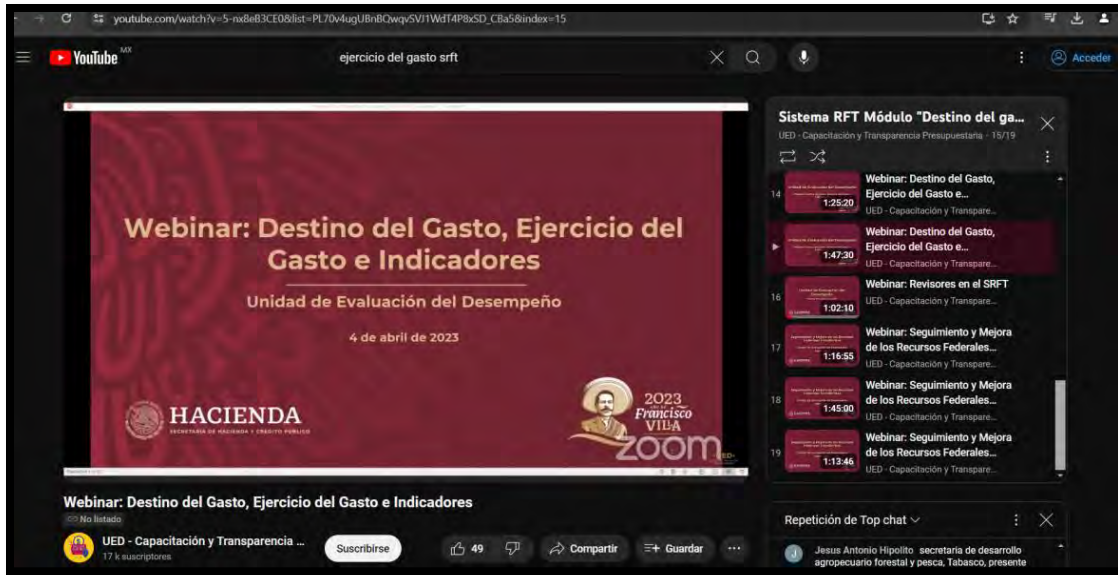 youtube.com/watch?v=5-nx8eB3CE0&list=PL70v4ugUBnBQwqvSVJ1WdT4P8xSD_CBa5&index=15
YouTube MX
ejercicio del gasto srft
Acceder
Webinar: Destino del Gasto, Ejercicio del
Gasto e Indicadores
Unidad de Evaluación del Desempeño
4 de abril de 2023
HACIENDA
SECRETARÍA DE HACIENDA Y CRÉDITO PÚBLICO
2023
Francisco
VILLA
zoom
Webinar: Destino del Gasto, Ejercicio del Gasto e Indicadores
No listado
UED - Capacitación y Transparencia ...
17 k suscriptores
Suscribirse
49
Compartir
Guardar
Sistema RFT Módulo "Destino del ga...
UED - Capacitación y Transparencia Presupuestaria - 15/19
14
1:25:20
Webinar: Destino del Gasto,
Ejercicio del Gasto e...
UED - Capacitación y Transpare...
1:47:30
Webinar: Destino del Gasto,
Ejercicio del Gasto e...
UED - Capacitación y Transpare...
16
1:02:10
Webinar: Revisores en el SRFT
UED - Capacitación y Transpare...
17
1:16:55
Webinar: Seguimiento y Mejora
de los Recursos Federales...
UED - Capacitación y Transpare...
18
1:45:00
Webinar: Seguimiento y Mejora
de los Recursos Federales...
UED - Capacitación y Transpare...
19
1:13:46
Webinar: Seguimiento y Mejora
de los Recursos Federales...
UED - Capacitación y Transpare...
Repetición de Top chat
J
Jesus Antonio Hipolito secretaria de desarrollo
agropecuario forestal y pesca, Tabasco, presente